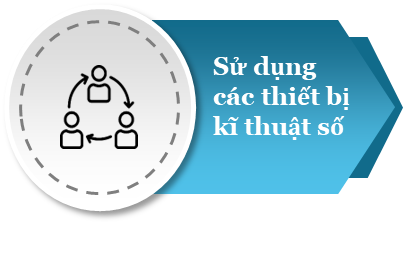 Sử dụng
các thiết bị
kĩ thuật số